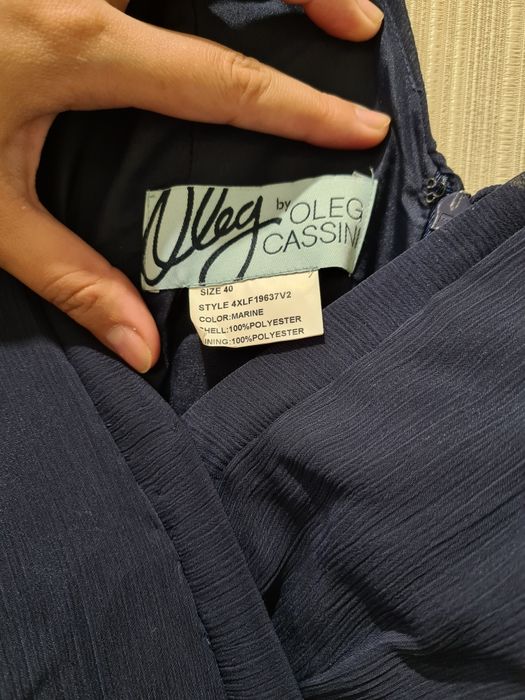 Oleg by OLEG
CASSINI
SIZE 40
STYLE 4XLF19637V2
COLOR:MARINE
SHELL:100%POLYESTER
LINING:100%POLYESTER